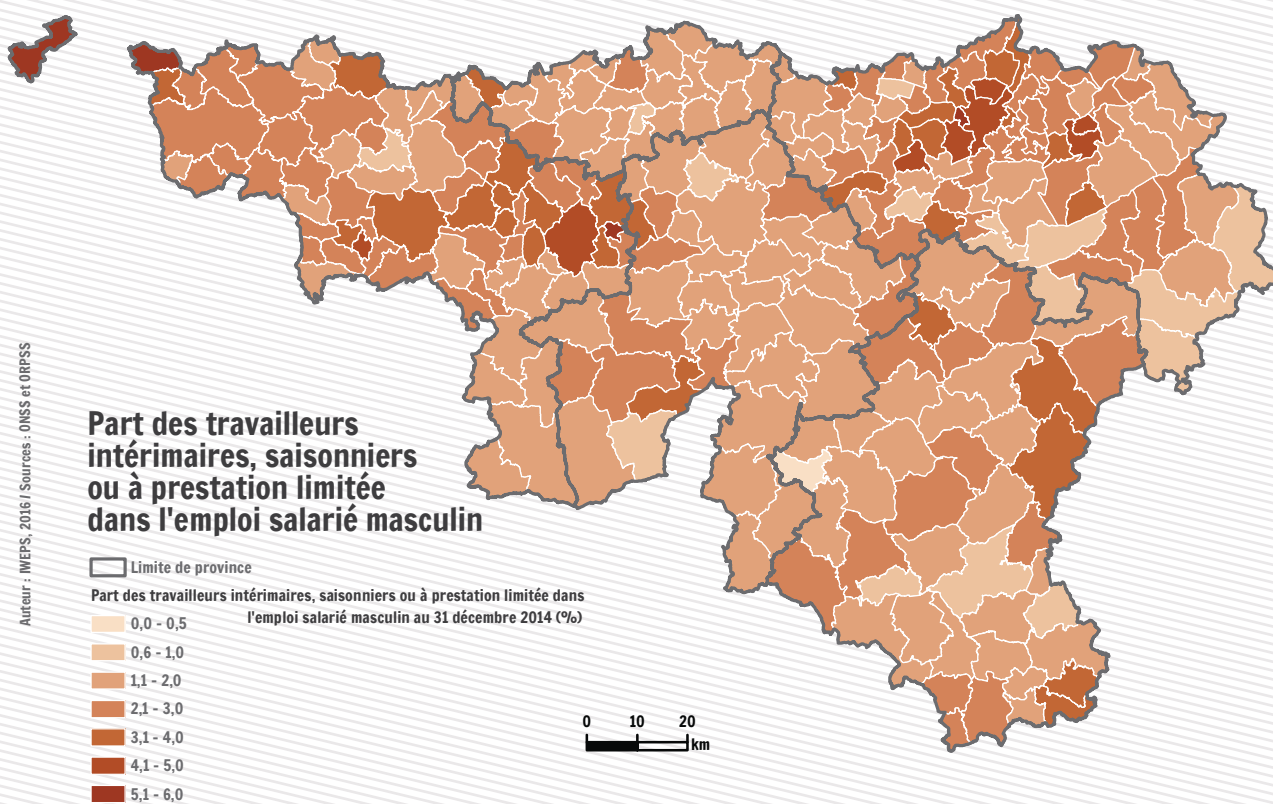 Part des travailleurs
intérimaires, saisonniers
ou à prestation limitée
dans l'emploi salarié masculin
Limite de province
Part des travailleurs intérimaires, saisonniers ou à prestation limitée dans
l'emploi salarié masculin au 31 décembre 2014 (%)
0,0 - 0,5
0,6 - 1,0
1,1 - 2,0
2,1 - 3,0
3,1 - 4,0
4,1 - 5,0
5,1 - 6,0
0 10 20
km
Auteur : IWEPS, 2016 / Sources : ONSS et ORPSS